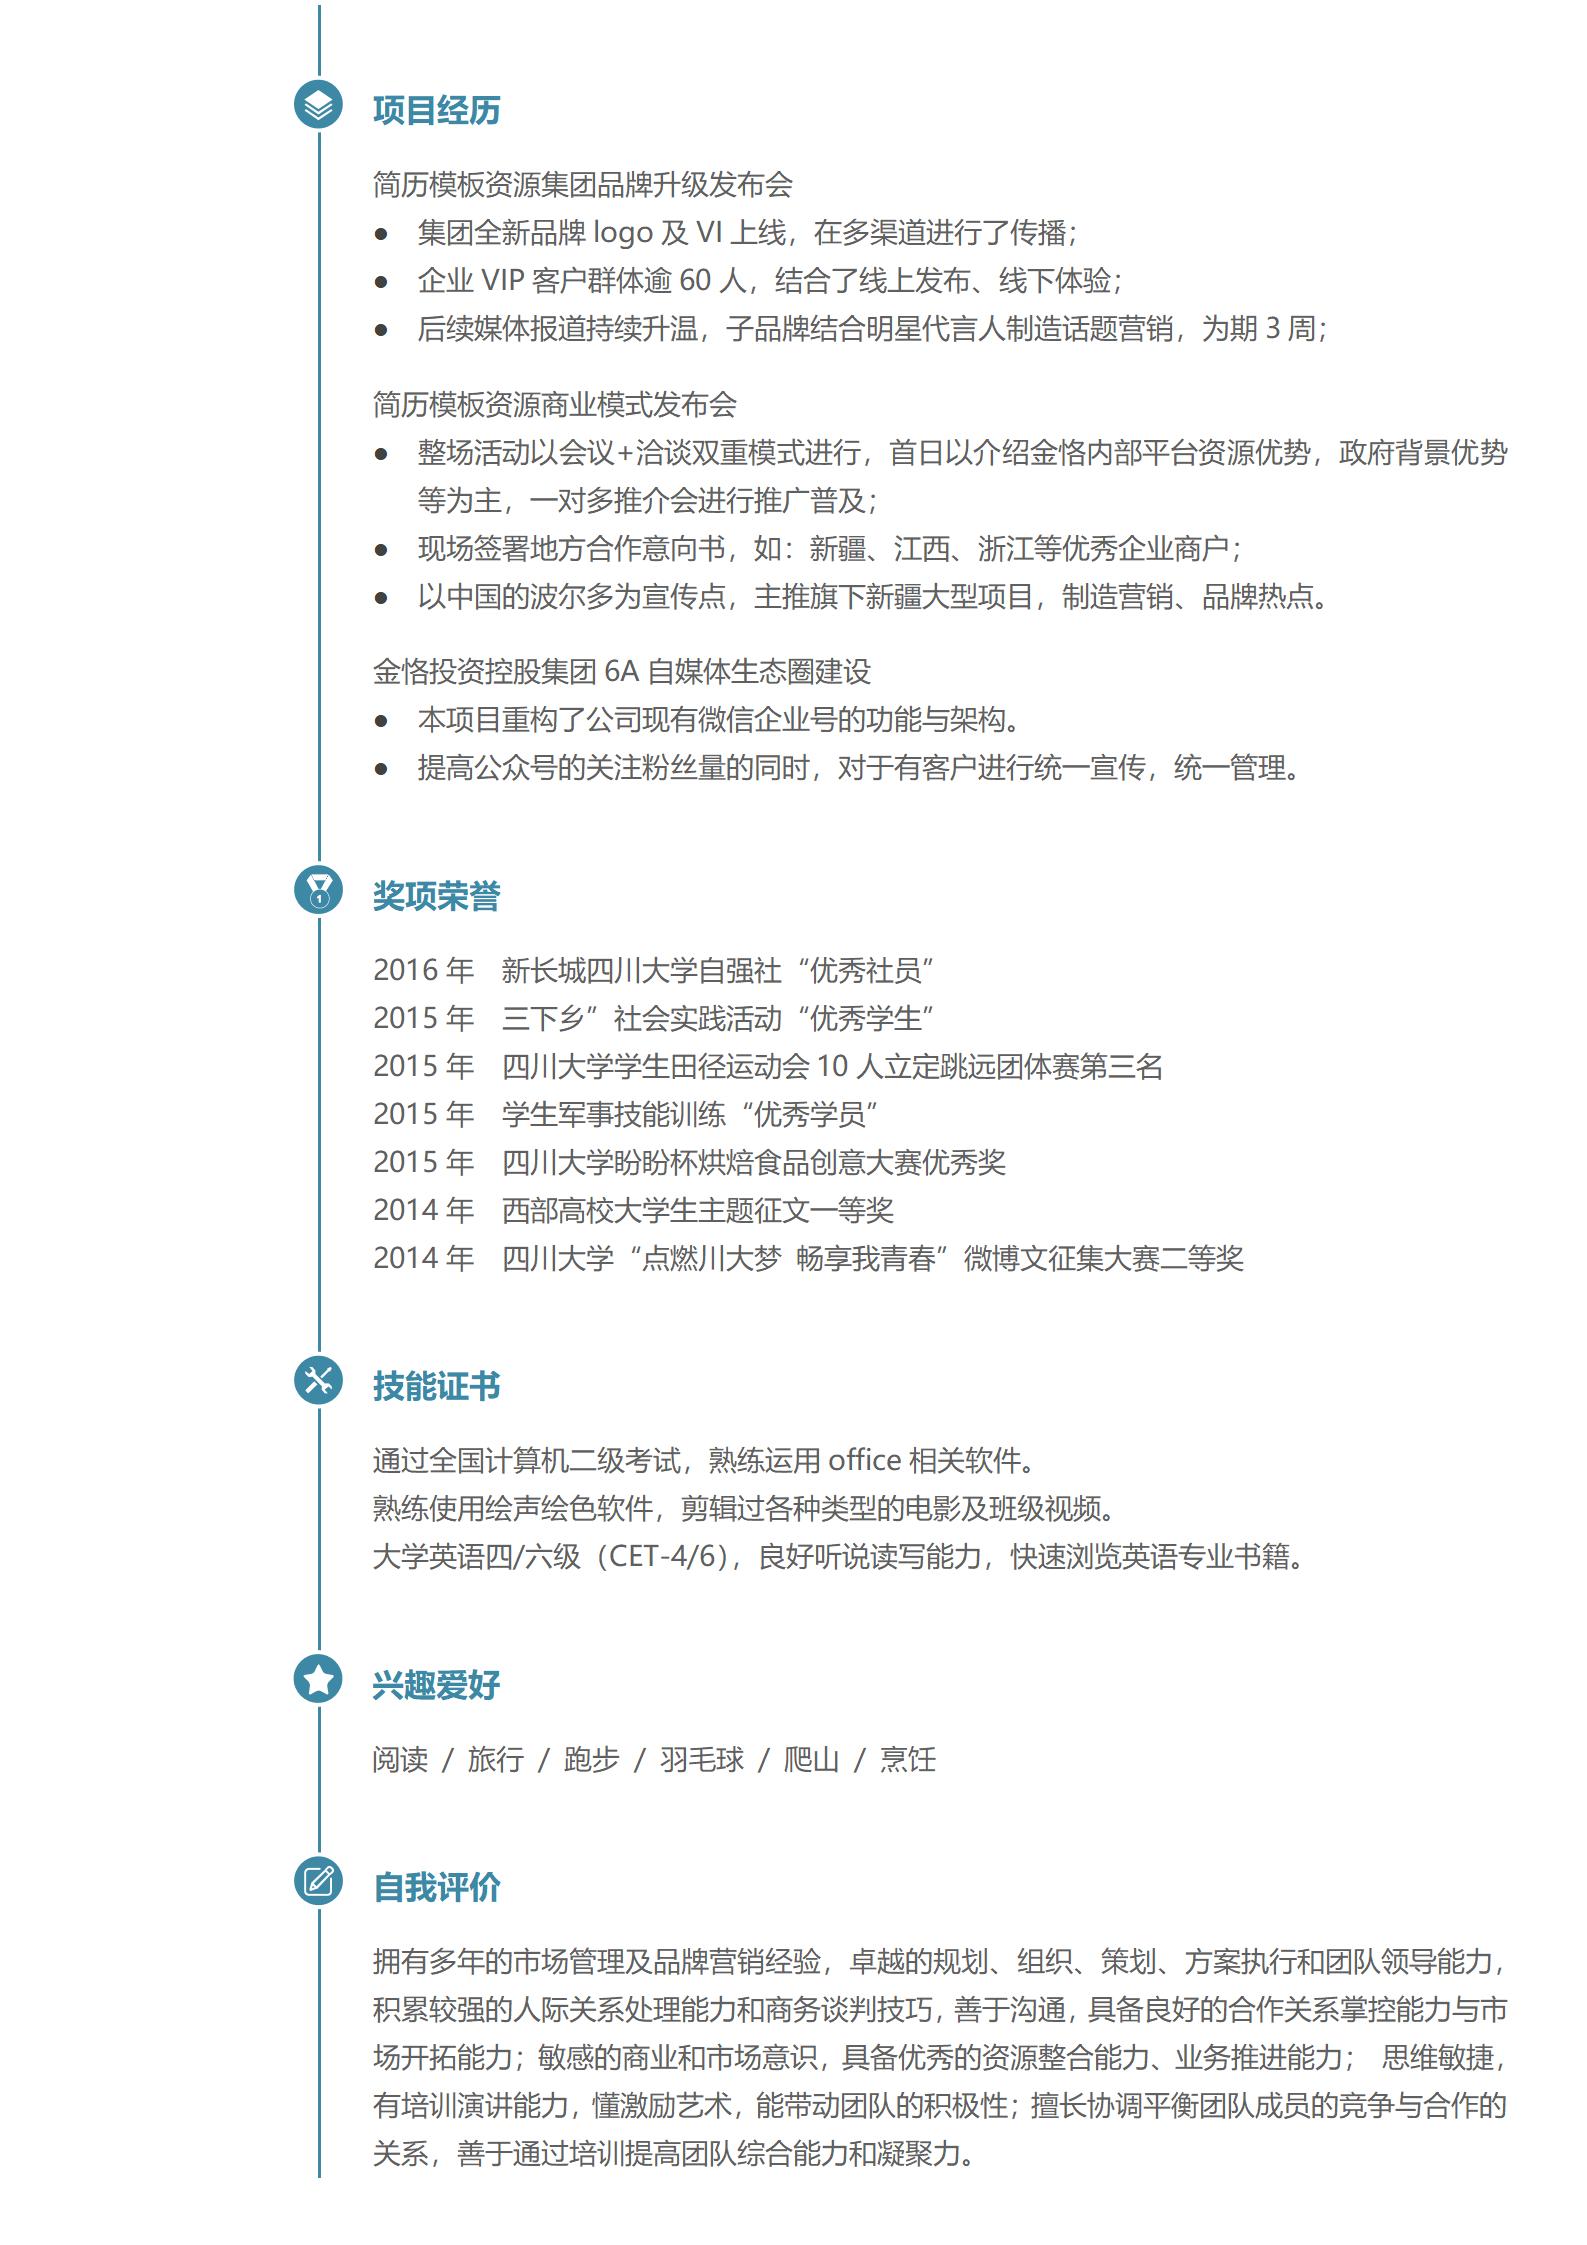 项目经历
简历模板资源集团品牌升级发布会
● 集团全新品牌 logo 及 VI 上线，在多渠道进行了传播；
● 企业 VIP 客户群体逾 60 人，结合了线上发布、线下体验；
● 后续媒体报道持续升温，子品牌结合明星代言人制造话题营销，为期 3 周；
简历模板资源商业模式发布会
● 整场活动以会议+洽谈双重模式进行，首日以介绍金恪内部平台资源优势，政府背景优势
等为主，一对多推介会进行推广普及；
● 现场签署地方合作意向书，如：新疆、江西、浙江等优秀企业商户；
● 以中国的波尔多为宣传点，主推旗下新疆大型项目，制造营销、品牌热点。
金恪投资控股集团 6A 自媒体生态圈建设
● 本项目重构了公司现有微信企业号的功能与架构。
● 提高公众号的关注粉丝量的同时，对于有客户进行统一宣传，统一管理。
1
奖项荣誉
2016 年 新长城四川大学自强社“优秀社员”
2015 年 三下乡”社会实践活动“优秀学生”
2015 年 四川大学学生田径运动会 10 人立定跳远团体赛第三名
2015 年 学生军事技能训练“优秀学员”
2015 年 四川大学盼盼杯烘焙食品创意大赛优秀奖
2014 年 西部高校大学生主题征文一等奖
2014 年 四川大学“点燃川大梦 畅享我青春”微博文征集大赛二等奖
技能证书
通过全国计算机二级考试，熟练运用 office 相关软件。
熟练使用绘声绘色软件，剪辑过各种类型的电影及班级视频。
大学英语四/六级（CET-4/6），良好听说读写能力，快速浏览英语专业书籍。
兴趣爱好
阅读 / 旅行 / 跑步 / 羽毛球 / 爬山 / 烹饪
自我评价
拥有多年的市场管理及品牌营销经验，卓越的规划、组织、策划、方案执行和团队领导能力，
积累较强的人际关系处理能力和商务谈判技巧，善于沟通，具备良好的合作关系掌控能力与市
场开拓能力；敏感的商业和市场意识，具备优秀的资源整合能力、业务推进能力； 思维敏捷，
有培训演讲能力，懂激励艺术，能带动团队的积极性；擅长协调平衡团队成员的竞争与合作的
关系，善于通过培训提高团队综合能力和凝聚力。